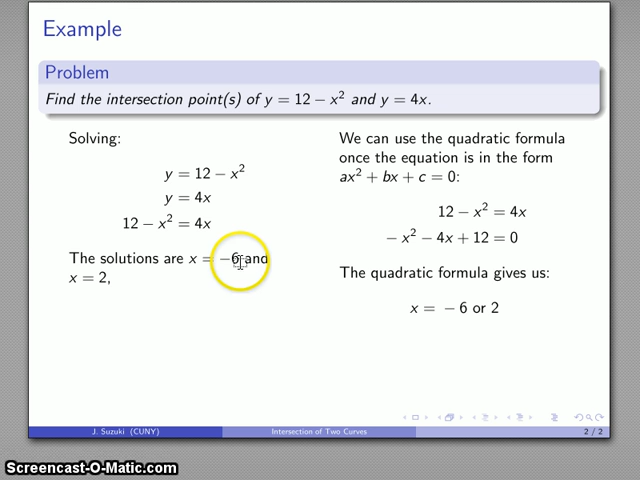 Example
Problem
Find the intersection point(s) of y = 12 − x² and y = 4x.
Solving:
y = 12 − x²
y = 4x
12 − x² = 4x
The solutions are x = −6 and
x = 2,
We can use the quadratic formula
once the equation is in the form
ax² + bx + c = 0:
12 − x² = 4x
− x² − 4x + 12 = 0
The quadratic formula gives us:
x = − 6 or 2
J. Suzuki (CUNY)
Intersection of Two Curves
2 / 2
Screencast-O-Matic.com